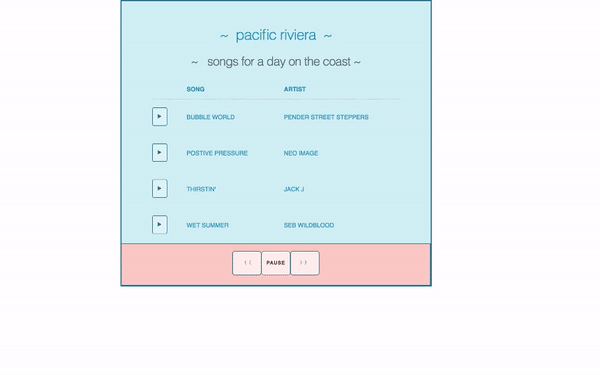 ~ pacific riviera ~
~ songs for a day on the coast ~
SONG ARTIST
BUBBLE WORLD PENDER STREET STEPPERS
POSTIVE PRESSURE NEO IMAGE
THIRSTIN' JACK J
WET SUMMER SEB WILDBLOOD
⟨⟨ PAUSE ⟩⟩